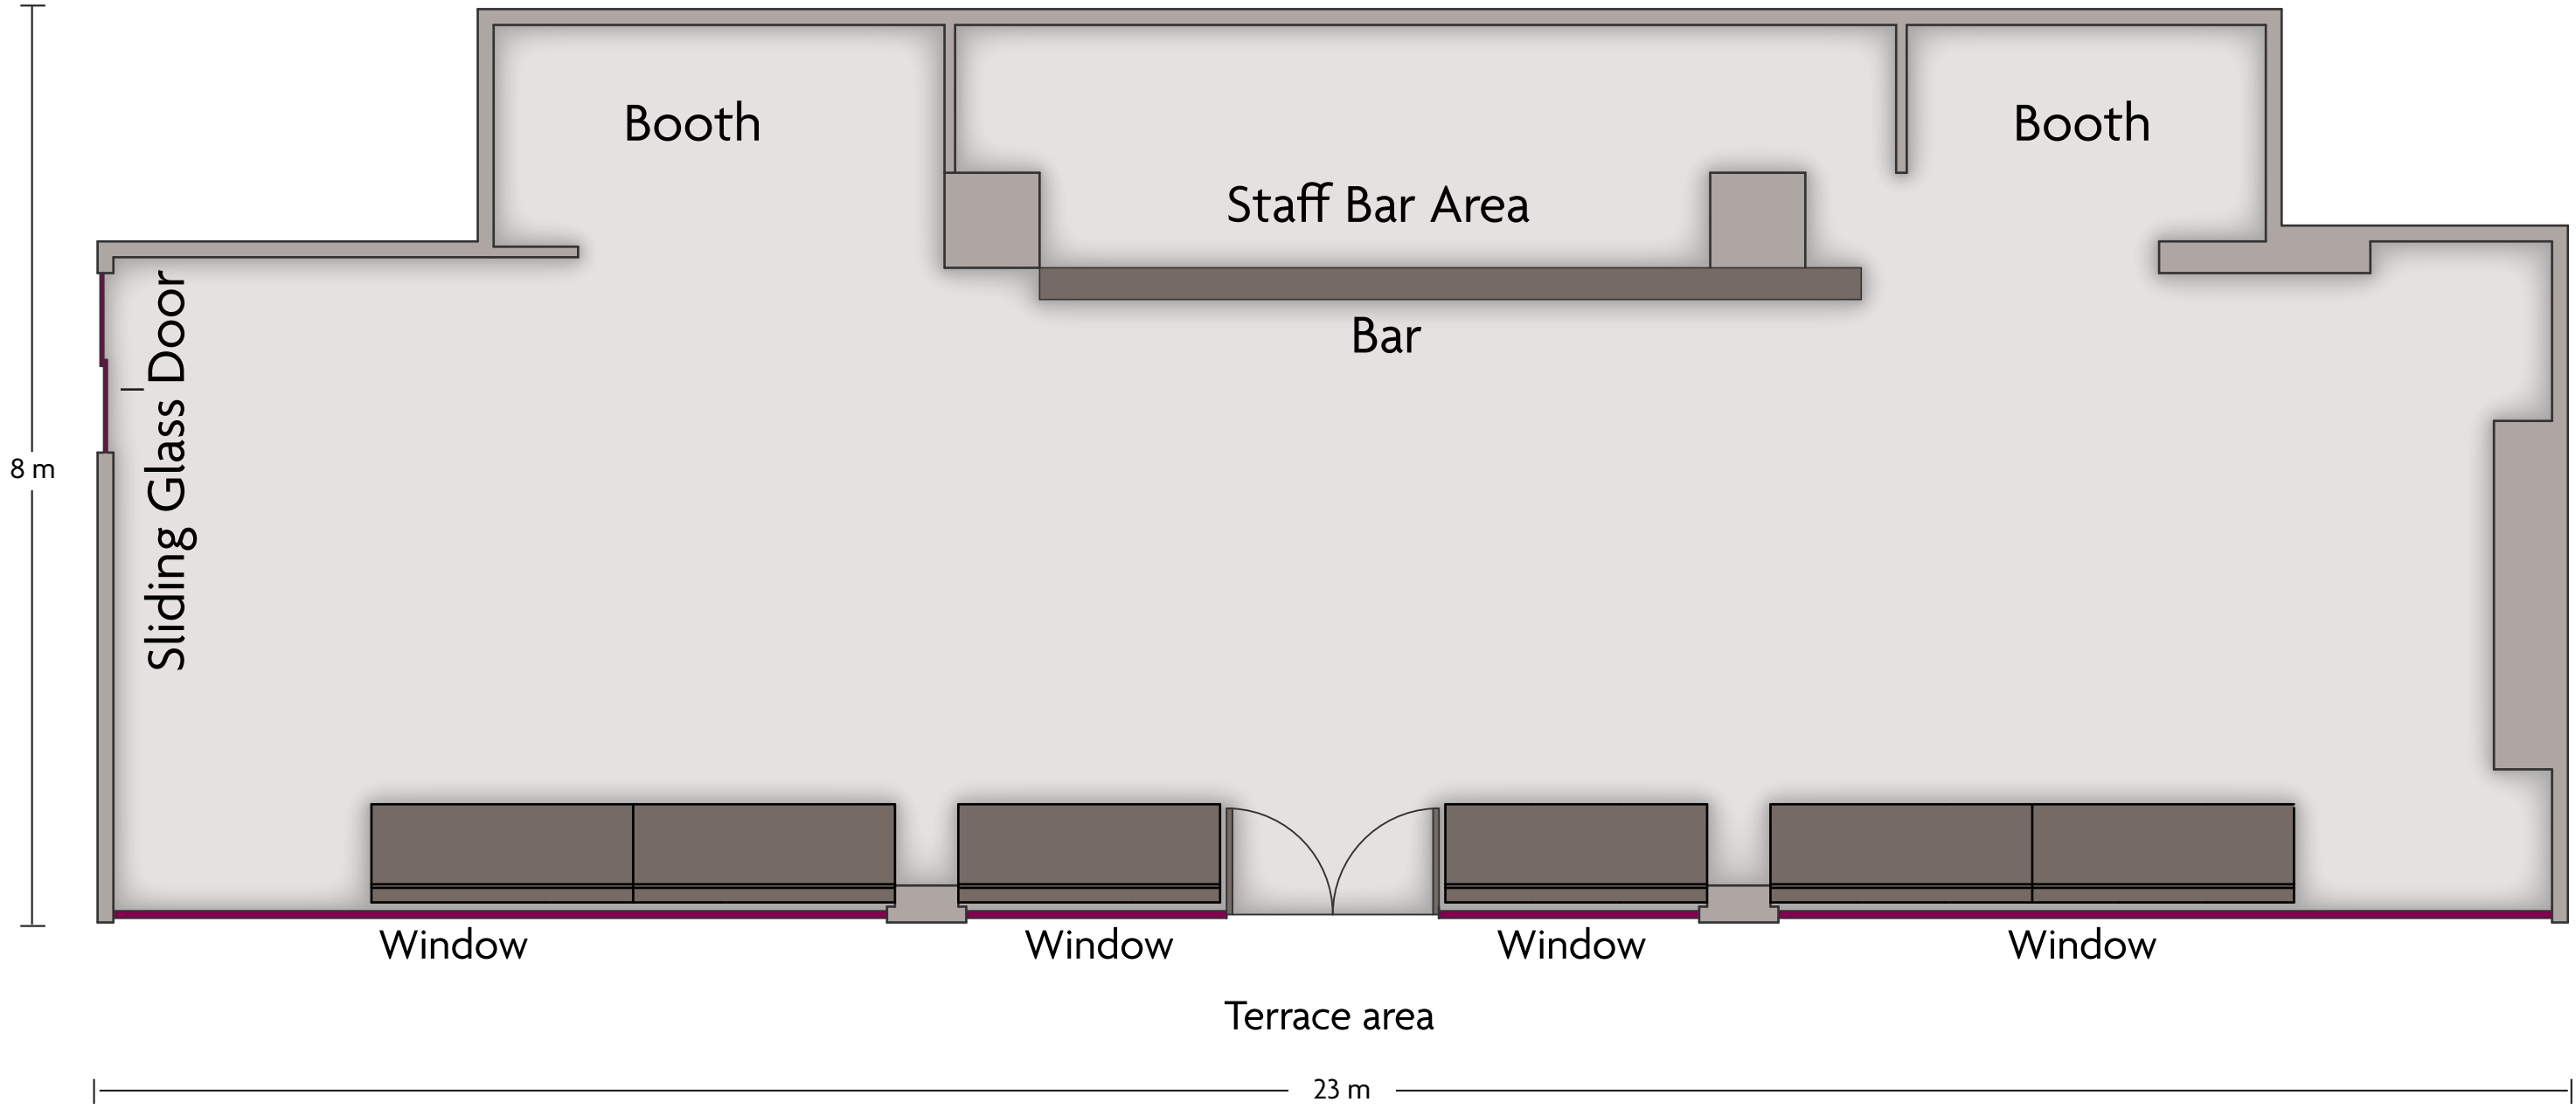 Booth
Booth
Staff Bar Area
Bar
Sliding Glass Door
8 m
Window
Window
Window
Window
Terrace area
23 m